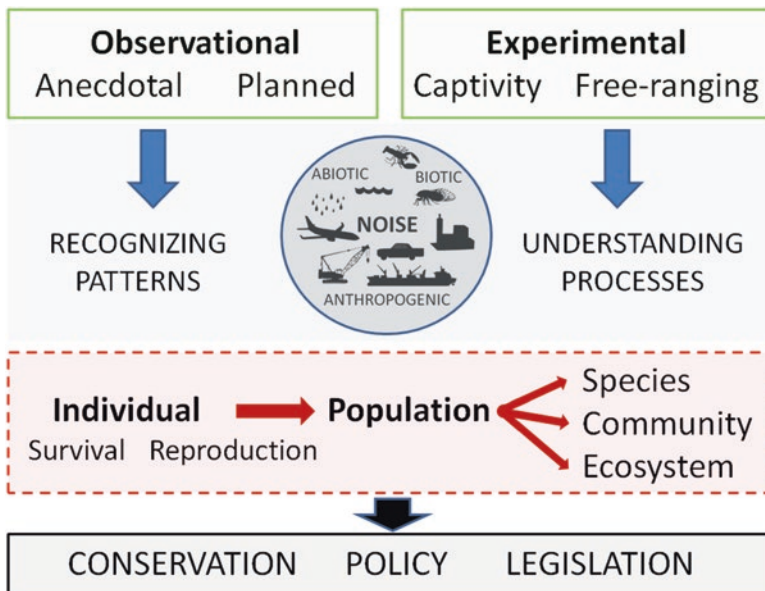 Observational
Anecdotal Planned
Experimental
Captivity Free-ranging
RECOGNIZING
PATTERNS
ABIOTIC
BIOTIC
NOISE
ANTHROPOGENIC
UNDERSTANDING
PROCESSES
Individual
Survival Reproduction
Population
Species
Community
Ecosystem
CONSERVATION POLICY LEGISLATION